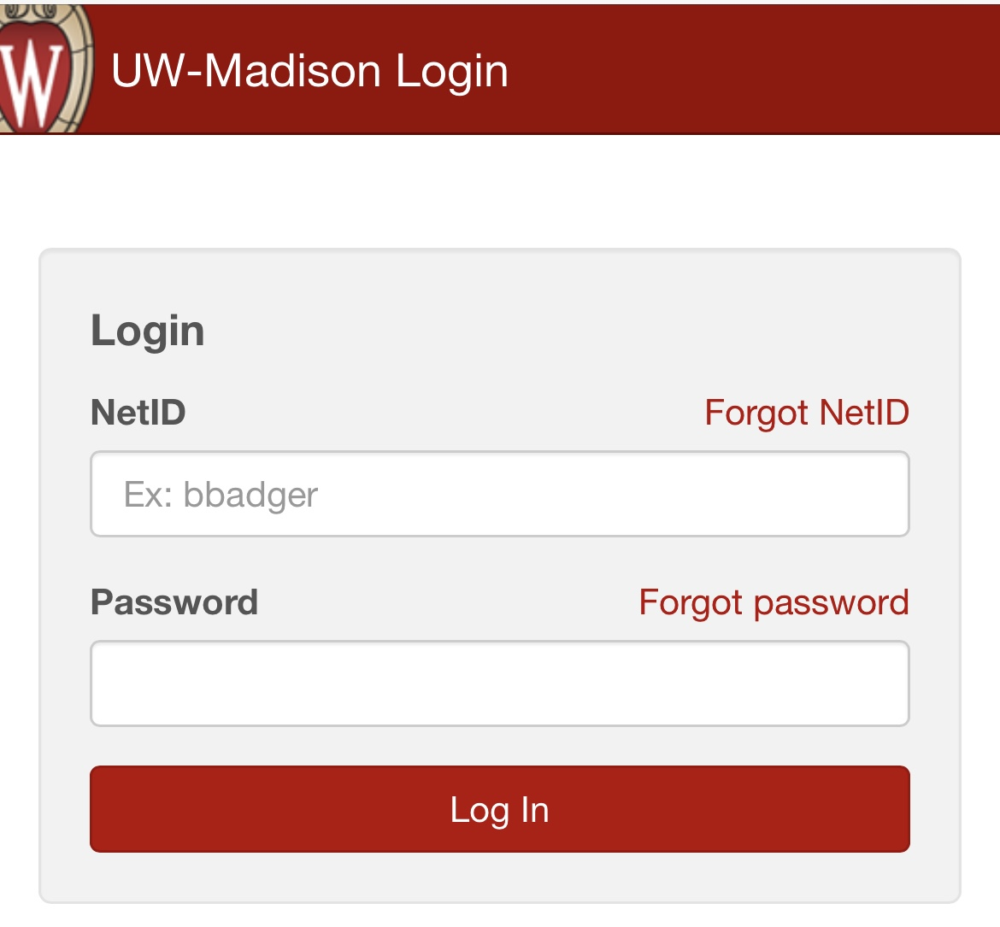 W
UW-Madison Login
Login
NetID Forgot NetID
Ex: bbadger
Password Forgot password
Log In